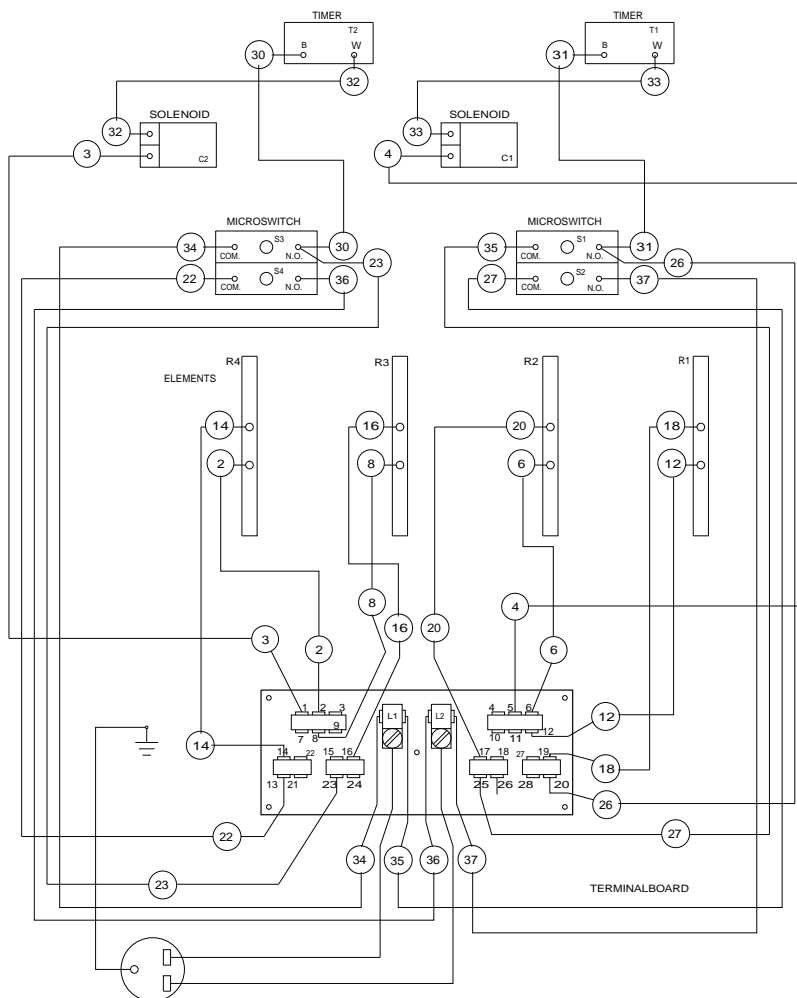 TIMER TIMER
T2 T1
30 B W 31 B W
32 33
SOLENOID SOLENOID
32 33
3 C2 4 C1
MICROSWITCH MICROSWITCH
34 S3 30 35 S1 31
COM. N.O. 23 COM. N.O. 26
22 S4 36 27 S2 37
COM. N.O. COM. N.O.
R4 R3 R2 R1
ELEMENTS
14 16 20 18
2 8 6 12
8 4
3 2 16 20 6
1 2 3 L1 L2 4 5 6 12
7 8 9 10 11 12
14 14 22 15 16 17 18 27 19 18
13 21 23 24 25 26 28 20 26
22 27
34 35 36 37
23
TERMINALBOARD